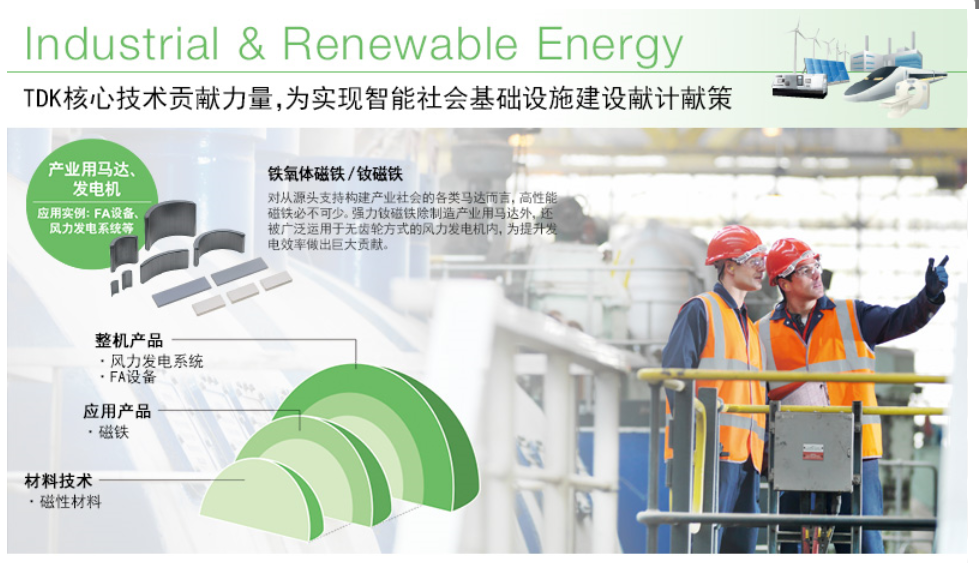 Industrial & Renewable Energy
TDK核心技术贡献力量,为实现智能社会基础设施建设献计献策
产业用马达、
发电机
应用实例: FA设备、
风力发电系统等
铁氧体磁铁/钕磁铁
对从源头支持构建产业社会的各类马达而言,高性能
磁铁必不可少。强力钕磁铁除制造产业用马达外,还
被广泛运用于无齿轮方式的风力发电机内,为提升发
电效率做出巨大贡献。
整机产品
·风力发电系统
·FA设备
应用产品
·磁铁
材料技术
·磁性材料